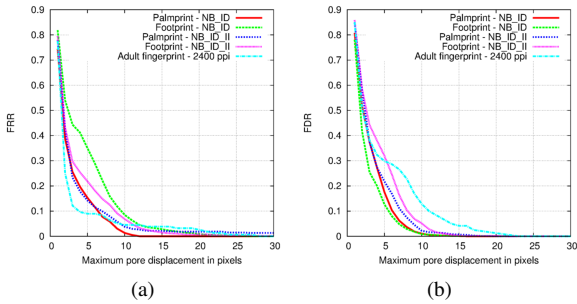 Palmprint - NB_ID
Footprint - NB_ID
Palmprint - NB_ID_II
Footprint - NB_ID_II
Adult fingerprint - 2400 ppi
FRR
0.9
0.8
0.7
0.6
0.5
0.4
0.3
0.2
0.1
0
0 5 10 15 20 25 30
Maximum pore displacement in pixels
(a)
Palmprint - NB_ID
Footprint - NB_ID
Palmprint - NB_ID_II
Footprint - NB_ID_II
Adult fingerprint - 2400 ppi
FDR
0.9
0.8
0.7
0.6
0.5
0.4
0.3
0.2
0.1
0
0 5 10 15 20 25 30
Maximum pore displacement in pixels
(b)